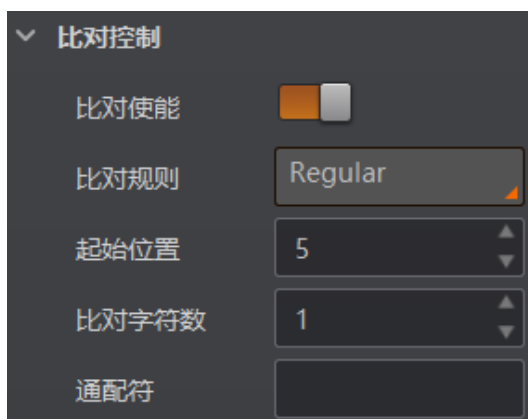 比对控制
比对使能
比对规则 Regular
起始位置 5
比对字符数 1
通配符